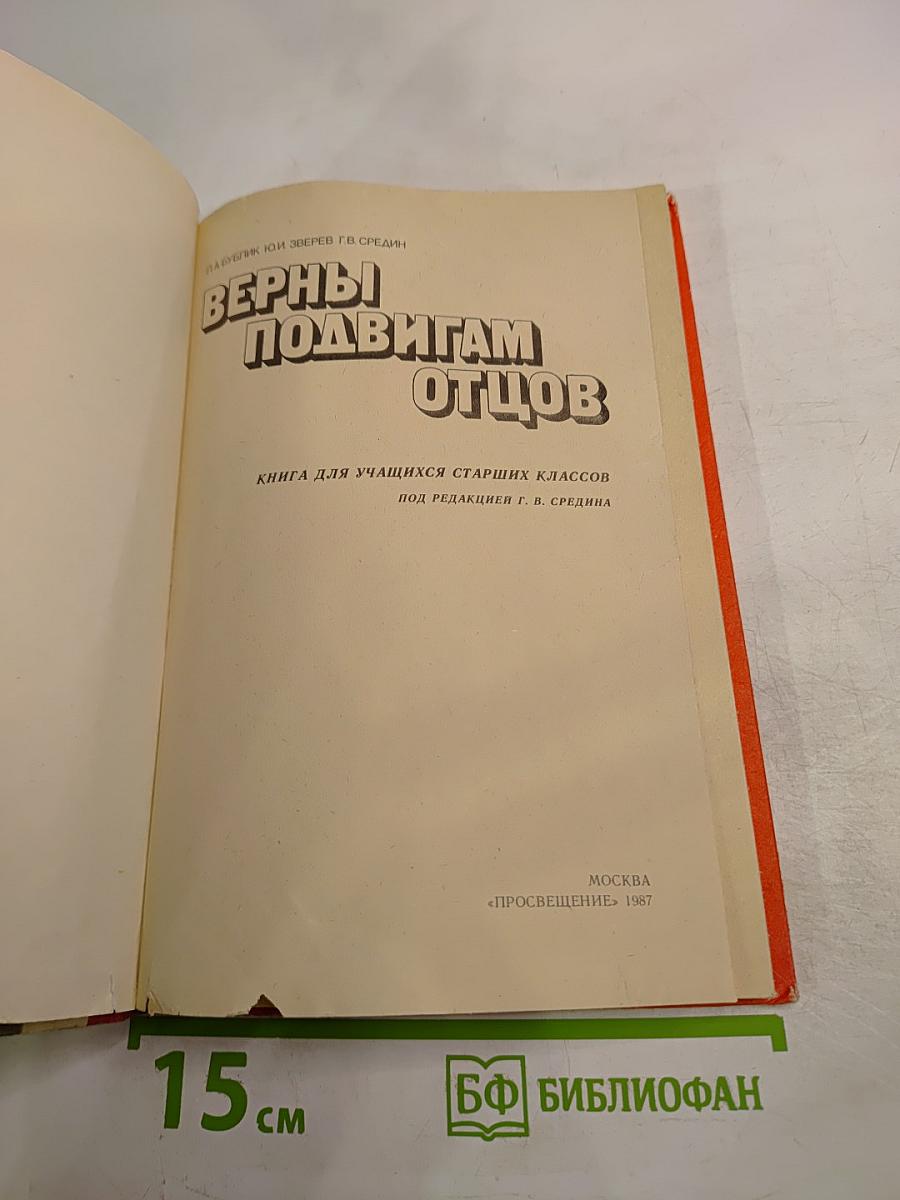 Л. А. БУБЛИК Ю. И. ЗВЕРЕВ Г. В. СРЕДИН
ВЕРНЫ
ПОДВИГАМ
ОТЦОВ
КНИГА ДЛЯ УЧАЩИХСЯ СТАРШИХ КЛАССОВ
ПОД РЕДАКЦИЕЙ Г. В. СРЕДИНА
МОСКВА
«ПРОСВЕЩЕНИЕ» 1987
15 см
БФ БИБЛИОФАН